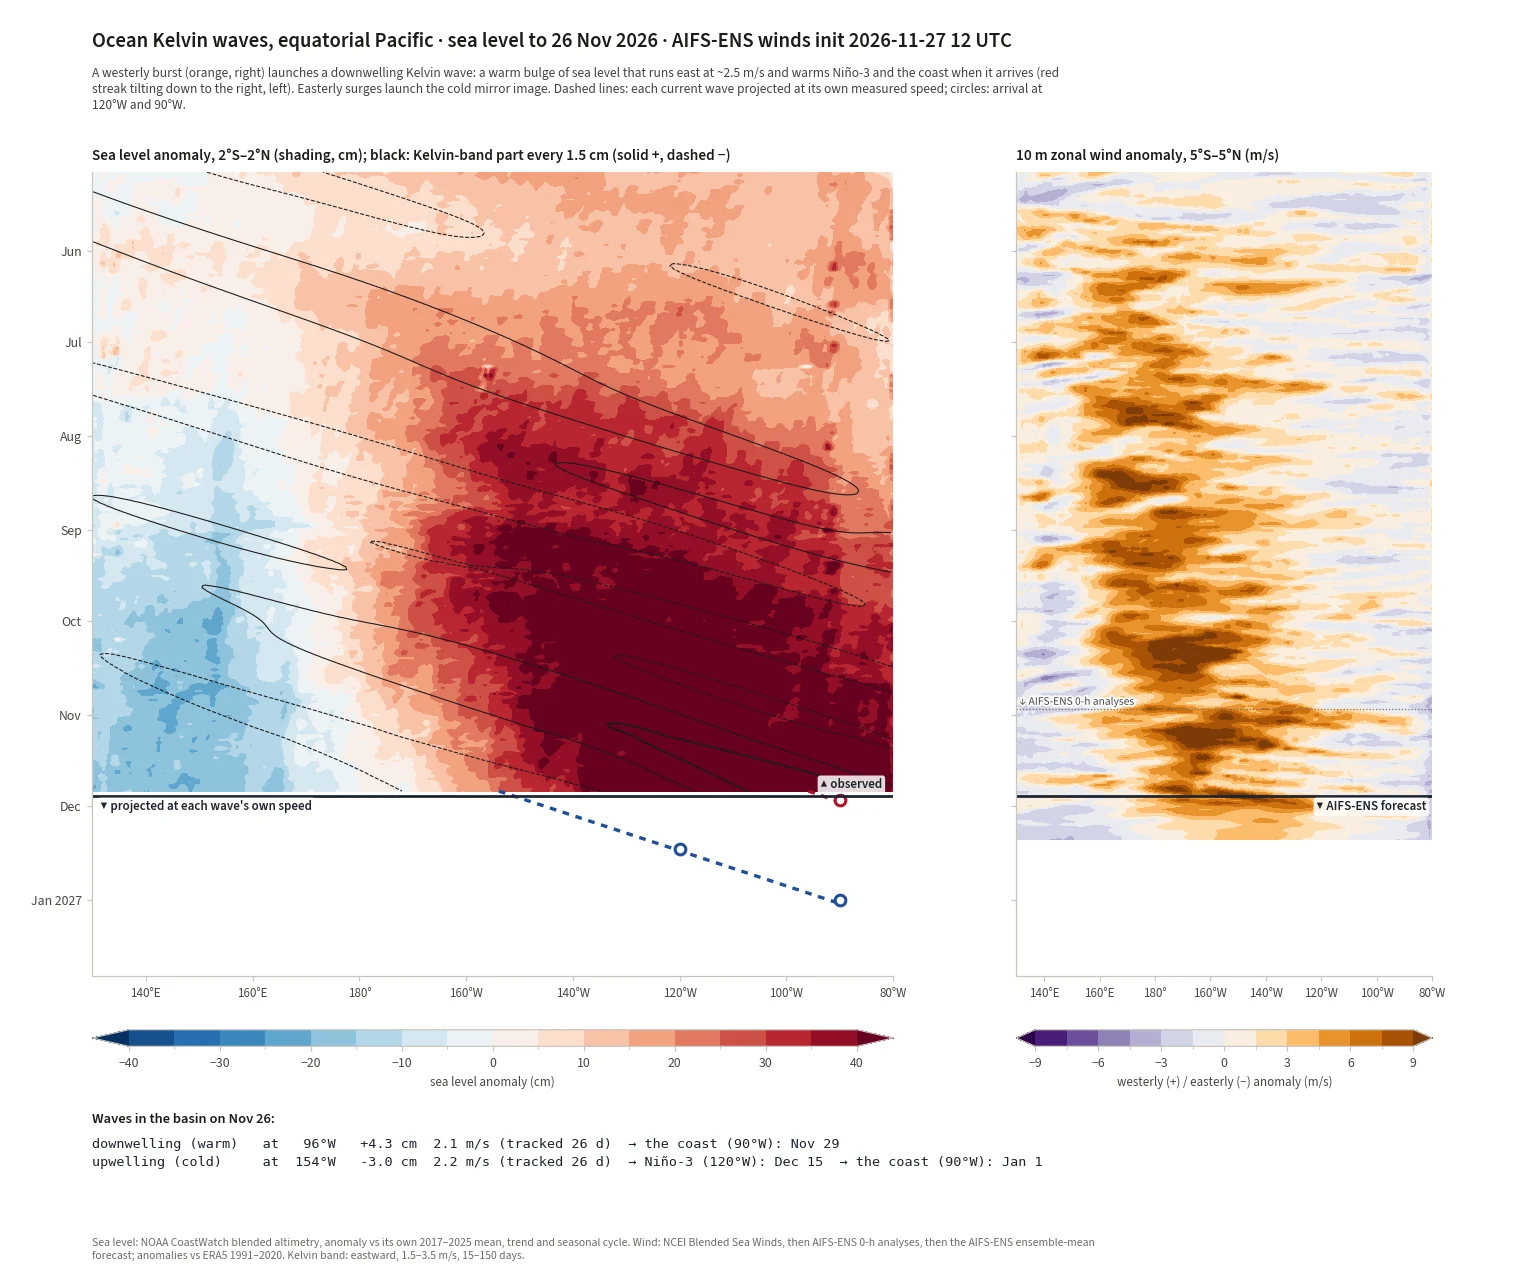 Ocean Kelvin waves, equatorial Pacific · sea level to 26 Nov 2026 · AIFS-ENS winds init 2026-11-27 12 UTC
A westerly burst (orange, right) launches a downwelling Kelvin wave: a warm bulge of sea level that runs east at ~2.5 m/s and warms Niño-3 and the coast when it arrives (red
streak tilting down to the right, left). Easterly surges launch the cold mirror image. Dashed lines: each current wave projected at its own measured speed; circles: arrival at
120°W and 90°W.
Sea level anomaly, 2°S–2°N (shading, cm); black: Kelvin-band part every 1.5 cm (solid +, dashed −)
Jun
Jul
Aug
Sep
Oct
Nov
Dec
Jan 2027
▲ observed
▼ projected at each wave's own speed
140°E 160°E 180° 160°W 140°W 120°W 100°W 80°W
−40 −30 −20 −10 0 10 20 30 40
sea level anomaly (cm)
10 m zonal wind anomaly, 5°S–5°N (m/s)
↓ AIFS-ENS 0-h analyses
▼ AIFS-ENS forecast
140°E 160°E 180° 160°W 140°W 120°W 100°W 80°W
−9 −6 −3 0 3 6 9
westerly (+) / easterly (−) anomaly (m/s)
Waves in the basin on Nov 26:
downwelling (warm) at 96°W +4.3 cm 2.1 m/s (tracked 26 d) → the coast (90°W): Nov 29
upwelling (cold) at 154°W -3.0 cm 2.2 m/s (tracked 26 d) → Niño-3 (120°W): Dec 15 → the coast (90°W): Jan 1
Sea level: NOAA CoastWatch blended altimetry, anomaly vs its own 2017–2025 mean, trend and seasonal cycle. Wind: NCEI Blended Sea Winds, then AIFS-ENS 0-h analyses, then the AIFS-ENS ensemble-mean
forecast; anomalies vs ERA5 1991–2020. Kelvin band: eastward, 1.5–3.5 m/s, 15–150 days.